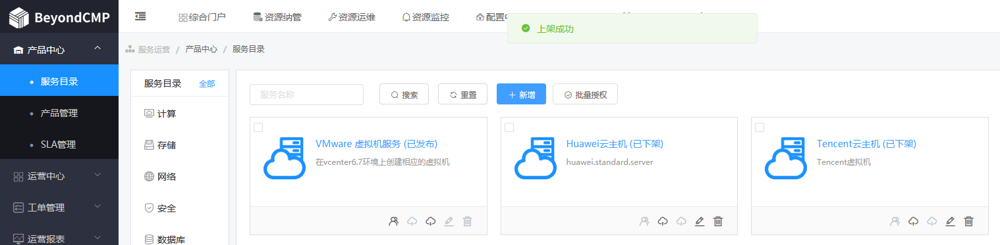 BeyondCMP
综合门户
资源纳管
资源运维
资源监控
配置
上架成功
产品中心
服务目录
产品管理
SLA管理
运营中心
工单管理
运营报表
服务运营 / 产品中心 / 服务目录
服务目录 全部
计算
存储
网络
安全
数据库
服务名称
搜索
重置
新增
批量授权
VMware 虚拟机服务 (已发布)
在vcenter6.7环境上创建相应的虚拟机
Huawei云主机 (已下架)
huawei.standard.server
Tencent云主机 (已下架)
Tencent虚拟机